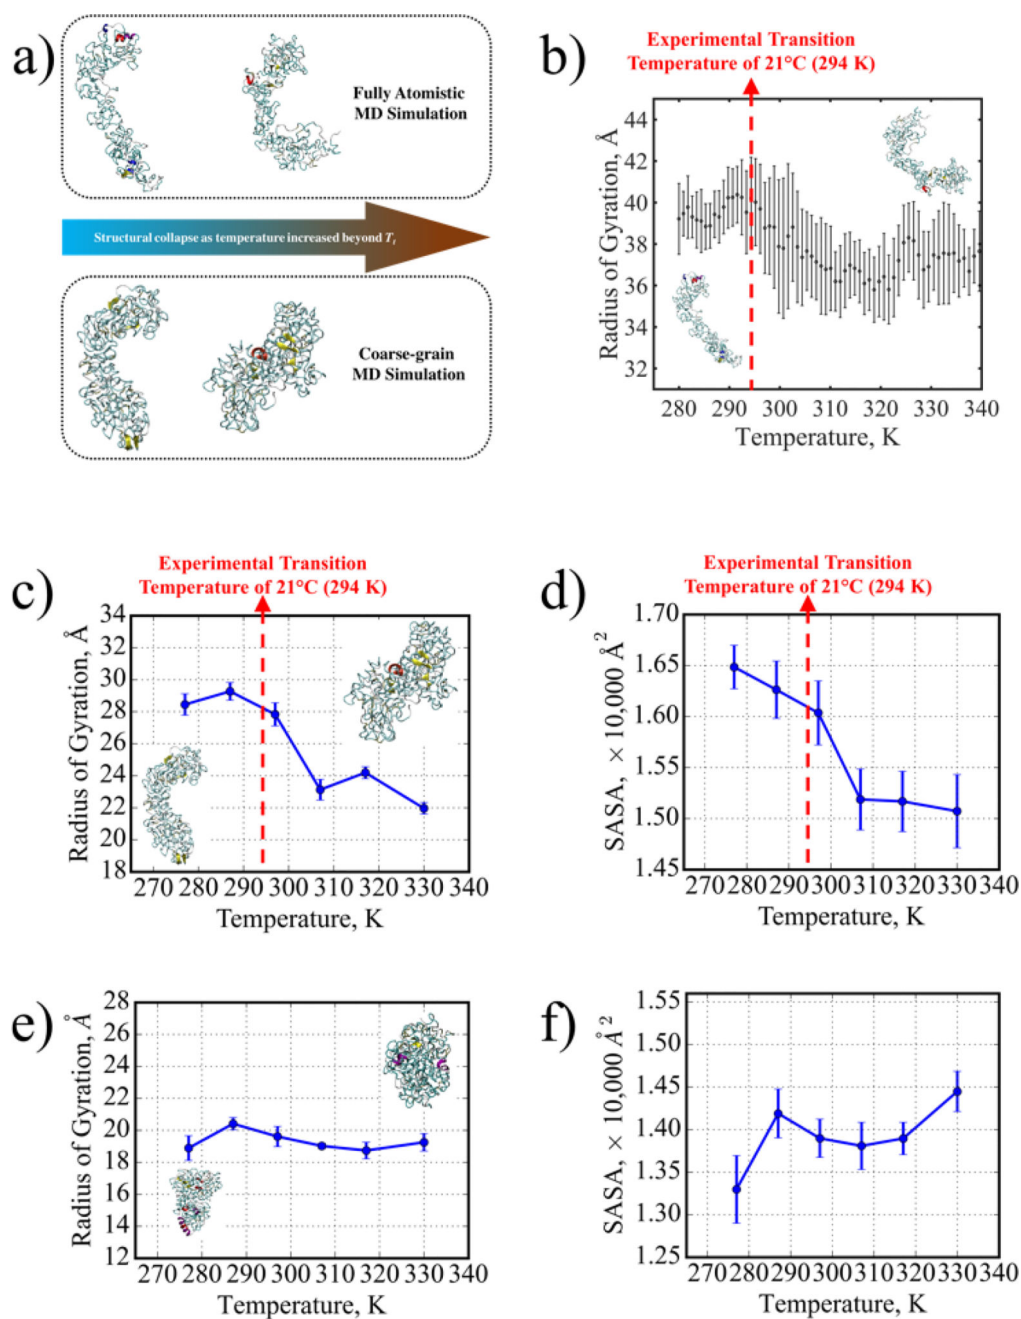 a)
Fully Atomistic
MD Simulation
Structural collapse as temperature increased beyond Tt
Coarse-grain
MD Simulation
b)
Experimental Transition
Temperature of 21°C (294 K)
Radius of Gyration, Å
44
42
40
38
36
34
32
280 290 300 310 320 330 340
Temperature, K
c)
Experimental Transition
Temperature of 21°C (294 K)
Radius of Gyration, Å
34
32
30
28
26
24
22
20
18
270 280 290 300 310 320 330 340
Temperature, K
d)
Experimental Transition
Temperature of 21°C (294 K)
SASA, × 10,000 Å²
1.70
1.65
1.60
1.55
1.50
1.45
270 280 290 300 310 320 330 340
Temperature, K
e)
Radius of Gyration, Å
28
26
24
22
20
18
16
14
12
270 280 290 300 310 320 330 340
Temperature, K
f)
SASA, × 10,000 Å²
1.55
1.50
1.45
1.40
1.35
1.30
1.25
270 280 290 300 310 320 330 340
Temperature, K